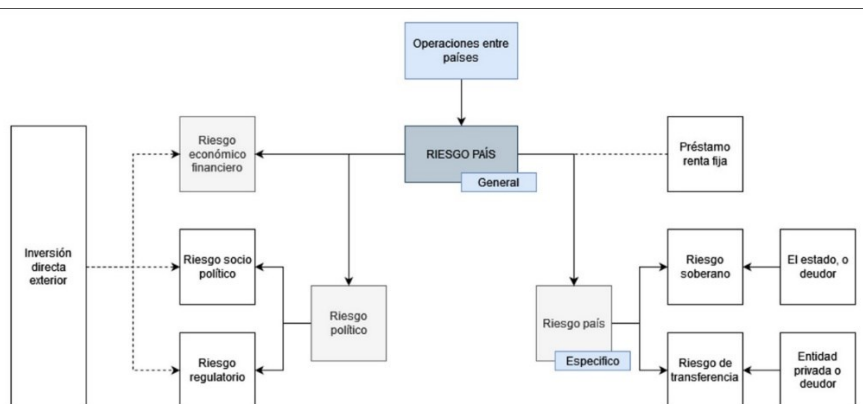 Operaciones entre
países
Riesgo
económico
financiero
RIESGO PAÍS
General
Préstamo
renta fija
Inversión
directa
exterior
Riesgo socio
político
Riesgo
político
Riesgo
regulatorio
Riesgo país
Especifico
Riesgo
soberano
El estado, o
deudor
Riesgo de
transferencia
Entidad
privada o
deudor